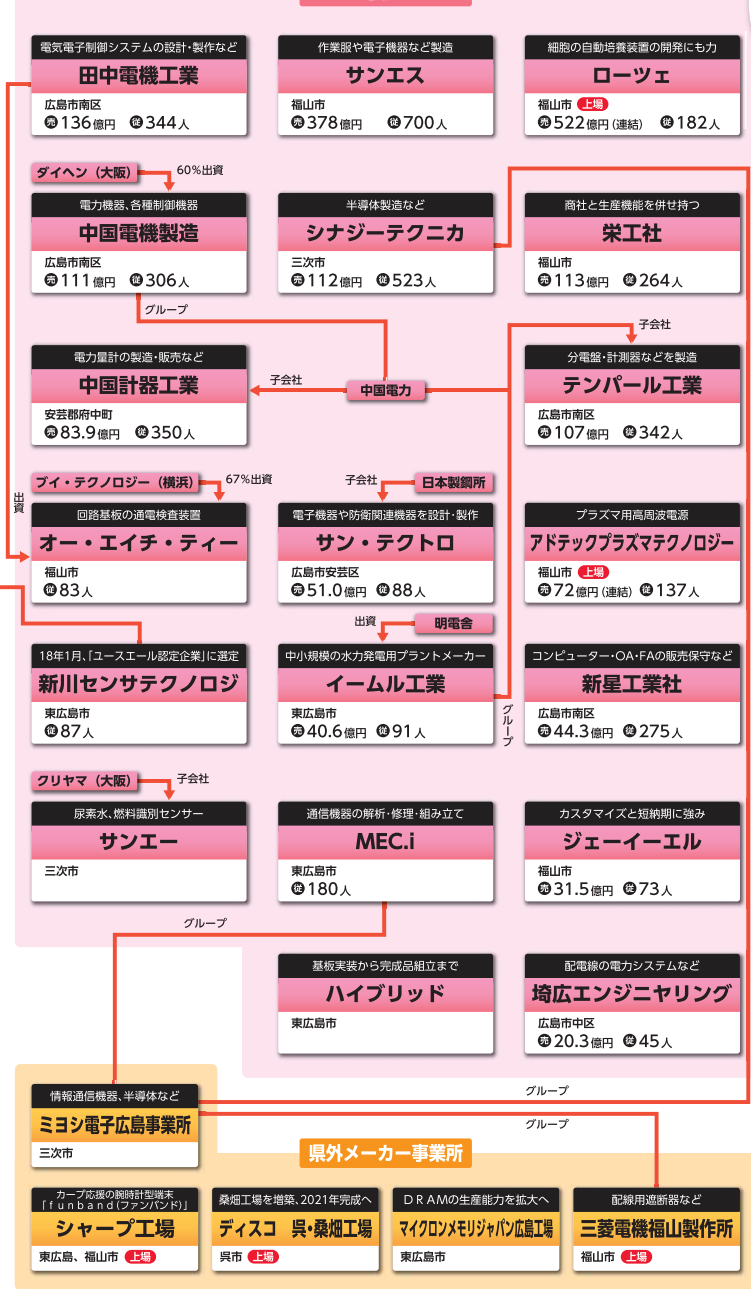 電気電子制御システムの設計・製作など
田中電機工業
広島市南区
売136億円 従344人
作業服や電子機器など製造
サンエス
福山市
売378億円 従700人
細胞の自動培養装置の開発にも力
ローツェ
福山市 上場
売522億円(連結) 従182人
ダイヘン(大阪)
60%出資
電力機器、各種制御機器
中国電機製造
広島市南区
売111億円 従306人
半導体製造など
シナジーテクニカ
三次市
売112億円 従523人
商社と生産機能を併せ持つ
栄工社
福山市
売113億円 従264人
グループ
子会社
電力量計の製造・販売など
中国計器工業
安芸郡府中町
売83.9億円 従350人
子会社
中国電力
分電盤・計測器などを製造
テンパール工業
広島市南区
売107億円 従342人
ブイ・テクノロジー(横浜)
67%出資
子会社
日本製鋼所
出資
回路基板の通電検査装置
オー・エイチ・ティー
福山市
従83人
電子機器や防衛関連機器を設計・製作
サン・テクトロ
広島市安芸区
売51.0億円 従88人
プラズマ用高周波電源
アドテックプラズマテクノロジー
福山市 上場
売72億円(連結) 従137人
出資
明電舎
18年1月、「ユースエール認定企業」に選定
新川センサテクノロジ
東広島市
従87人
中小規模の水力発電用プラントメーカー
イームル工業
東広島市
売40.6億円 従91人
グループ
コンピューター・OA・FAの販売保守など
新星工業社
広島市南区
売44.3億円 従275人
クリヤマ(大阪)
子会社
尿素水、燃料識別センサー
サンエー
三次市
通信機器の解析・修理・組み立て
MEC.i
東広島市
従180人
カスタマイズと短納期に強み
ジェーイーエル
福山市
売31.5億円 従73人
グループ
基板実装から完成品組立まで
ハイブリッド
東広島市
配電線の電力システムなど
埼広エンジニヤリング
広島市中区
売20.3億円 従45人
情報通信機器、半導体など
ミヨシ電子広島事業所
三次市
グループ
グループ
県外メーカー事業所
カープ応援の腕時計型端末
「funband(ファンバンド)」
シャープ工場
東広島、福山市 上場
桑畑工場を増築、2021年完成へ
ディスコ 呉・桑畑工場
呉市 上場
DRAMの生産能力を拡大へ
マイクロンメモリジャパン広島工場
東広島市
配線用遮断器など
三菱電機福山製作所
福山市 上場